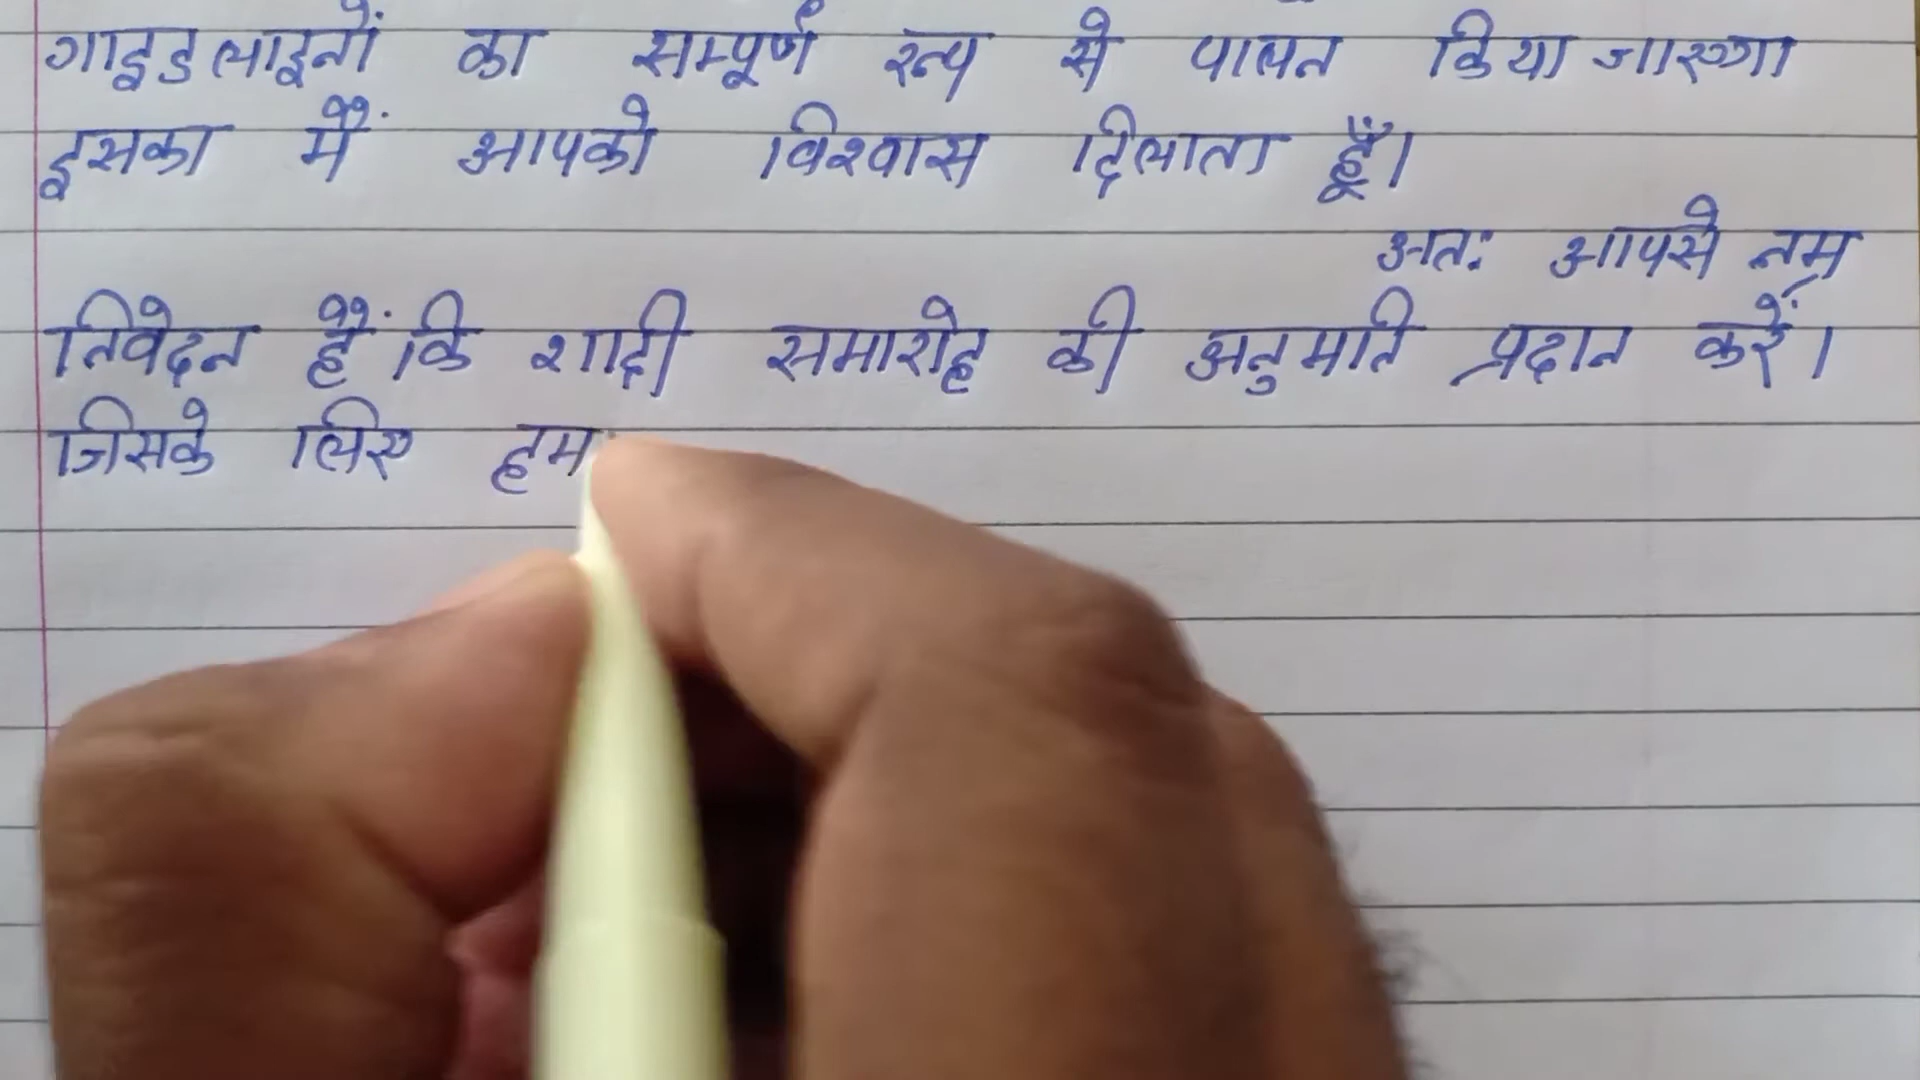 गाइडलाइनों का सम्पूर्ण रूप से पालन किया जाएगा
इसका मैं आपको विश्वास दिलाता हूँ।
अतः आपसे नम्र
निवेदन हैं कि शादी समारोह की अनुमति प्रदान करें।
जिसके लिए हम